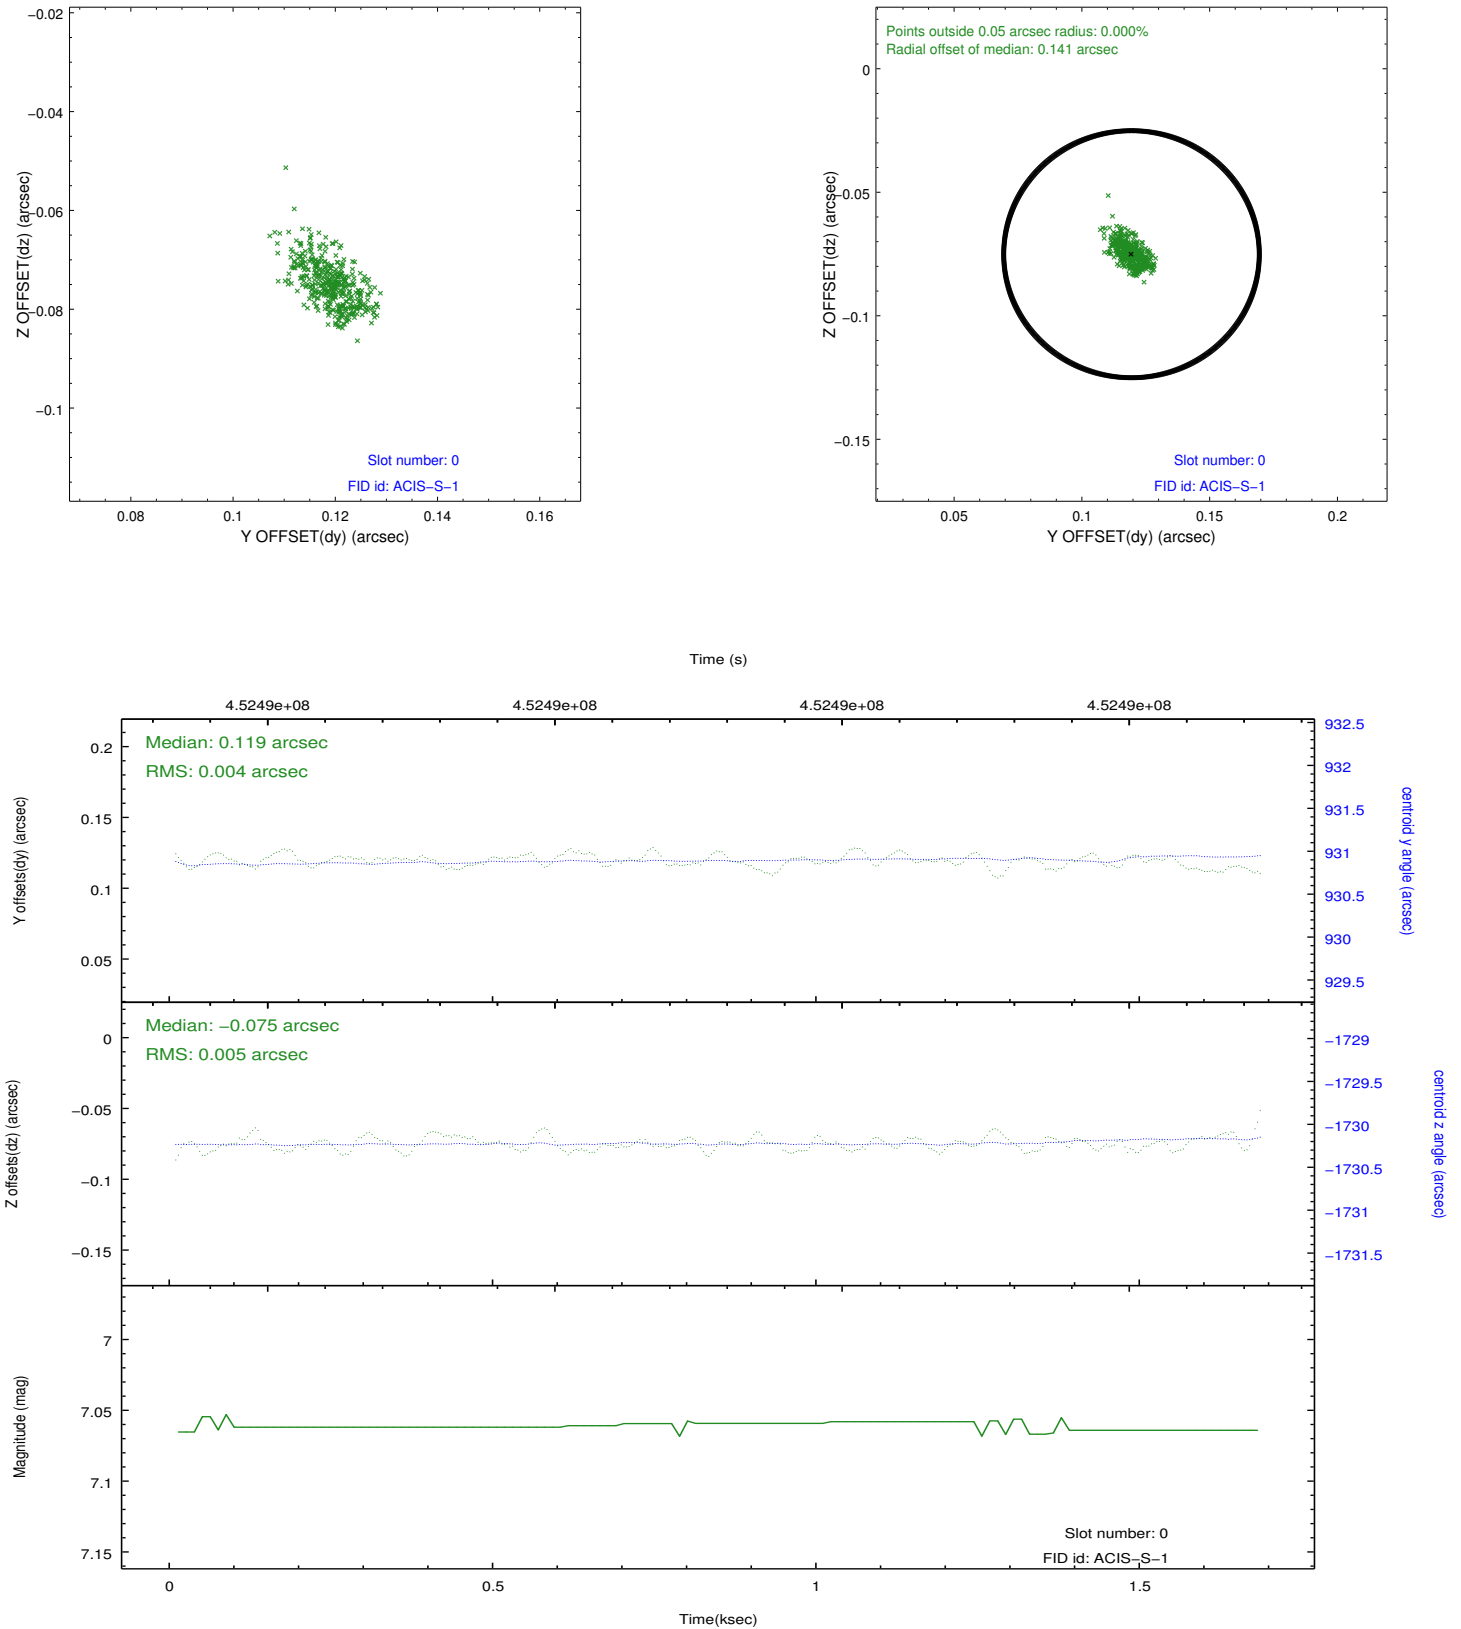 −0.02
−0.04
−0.06
−0.08
−0.1
Z OFFSET(dz) (arcsec)
Slot number: 0
FID id: ACIS−S−1
0.08 0.1 0.12 0.14 0.16
Y OFFSET(dy) (arcsec)
Points outside 0.05 arcsec radius: 0.000%
Radial offset of median: 0.141 arcsec
0
−0.05
−0.1
−0.15
Z OFFSET(dz) (arcsec)
Slot number: 0
FID id: ACIS−S−1
0.05 0.1 0.15 0.2
Y OFFSET(dy) (arcsec)
Time (s)
4.5249e+08 4.5249e+08 4.5249e+08 4.5249e+08
Median: 0.119 arcsec
RMS: 0.004 arcsec
0.2
0.15
0.1
0.05
Y offsets(dy) (arcsec)
932.5
932
931.5
931
930.5
930
929.5
centroid y angle (arcsec)
Median: −0.075 arcsec
RMS: 0.005 arcsec
0
−0.05
−0.1
−0.15
Z offsets(dz) (arcsec)
−1729
−1729.5
−1730
−1730.5
−1731
−1731.5
centroid z angle (arcsec)
7
7.05
7.1
7.15
Magnitude (mag)
Slot number: 0
FID id: ACIS−S−1
0 0.5 1 1.5
Time(ksec)